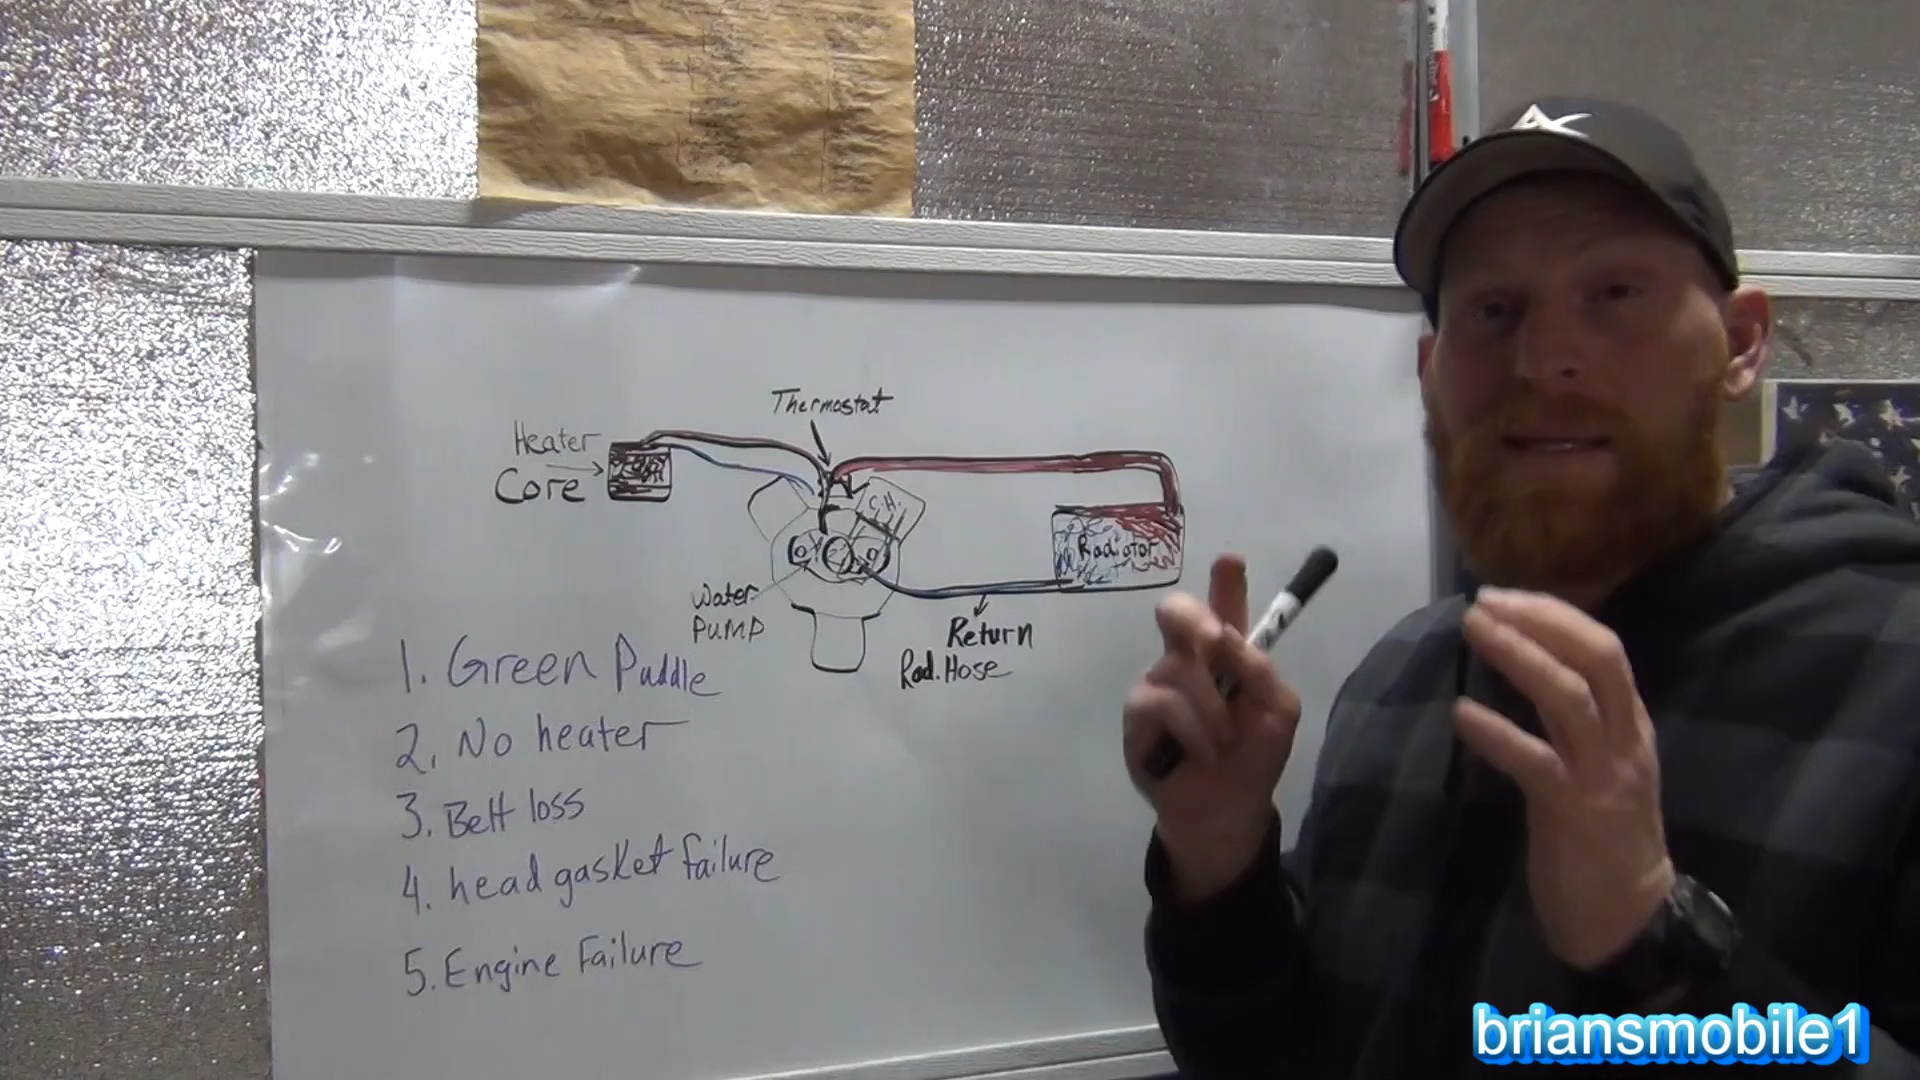 Thermostat
Heater
Core
C.H.
Radiator
Water
PUMP
Return
Rad. Hose
1. Green Puddle
2. No heater
3. Belt loss
4. head gasket failure
5. Engine Failure
briansmobile1